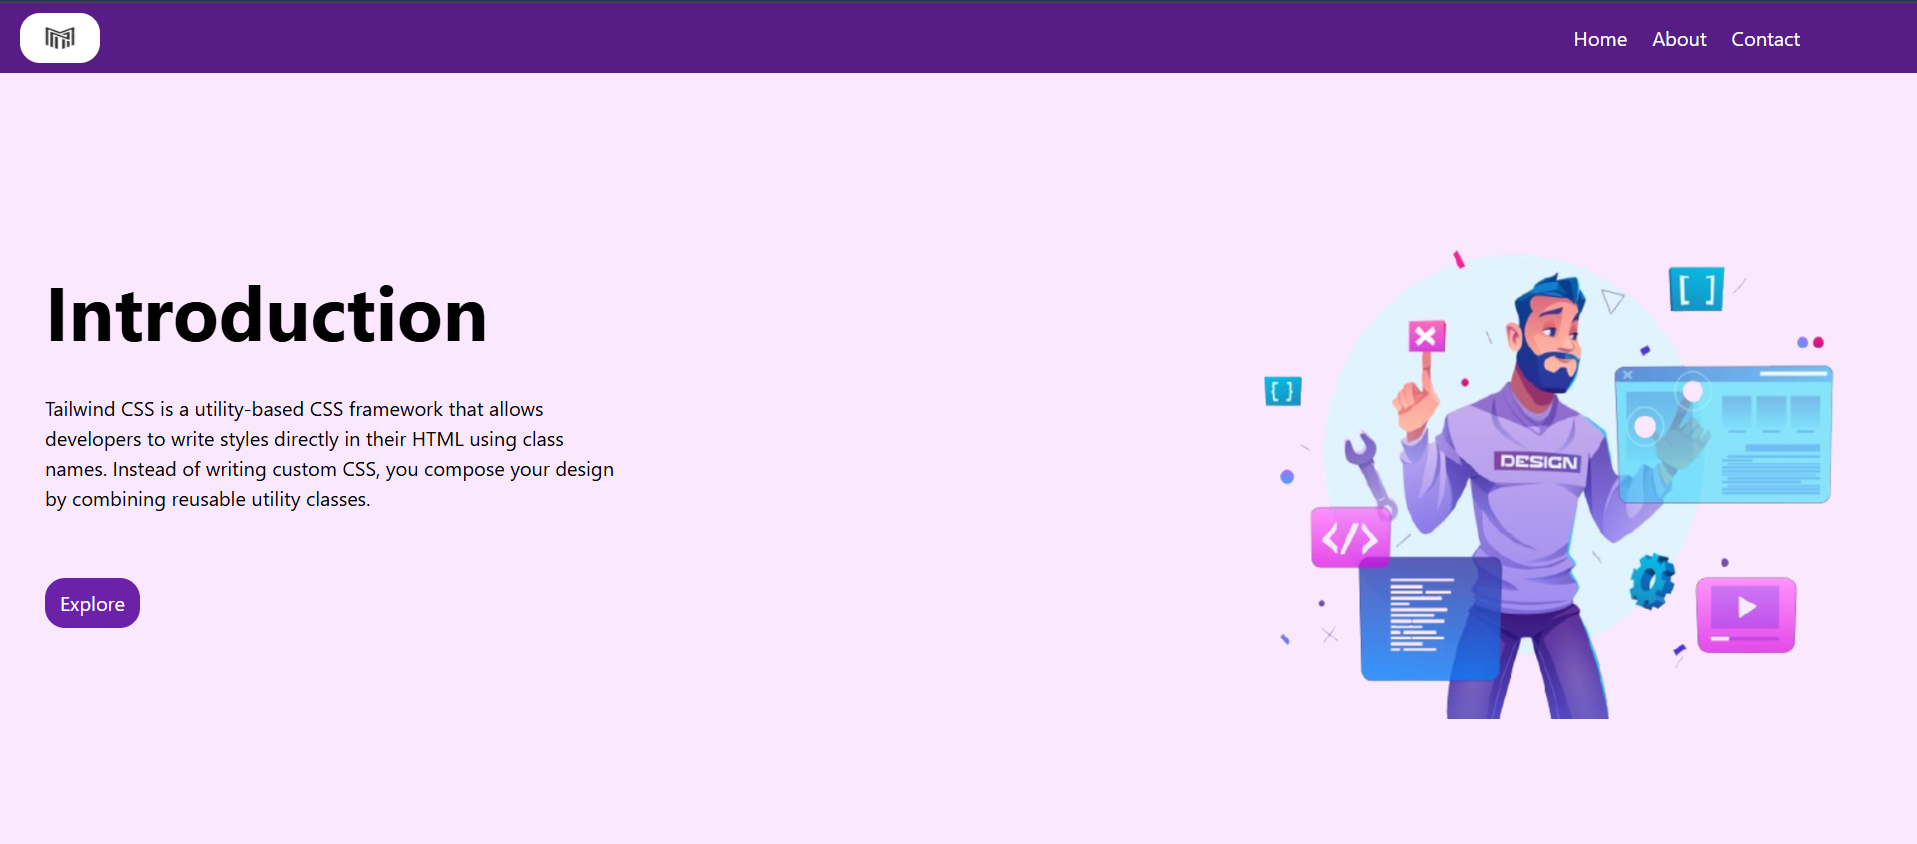 Home About Contact
Introduction
Tailwind CSS is a utility-based CSS framework that allows
developers to write styles directly in their HTML using class
names. Instead of writing custom CSS, you compose your design
by combining reusable utility classes.
Explore
[ ]
{ }
DESIGN
</>